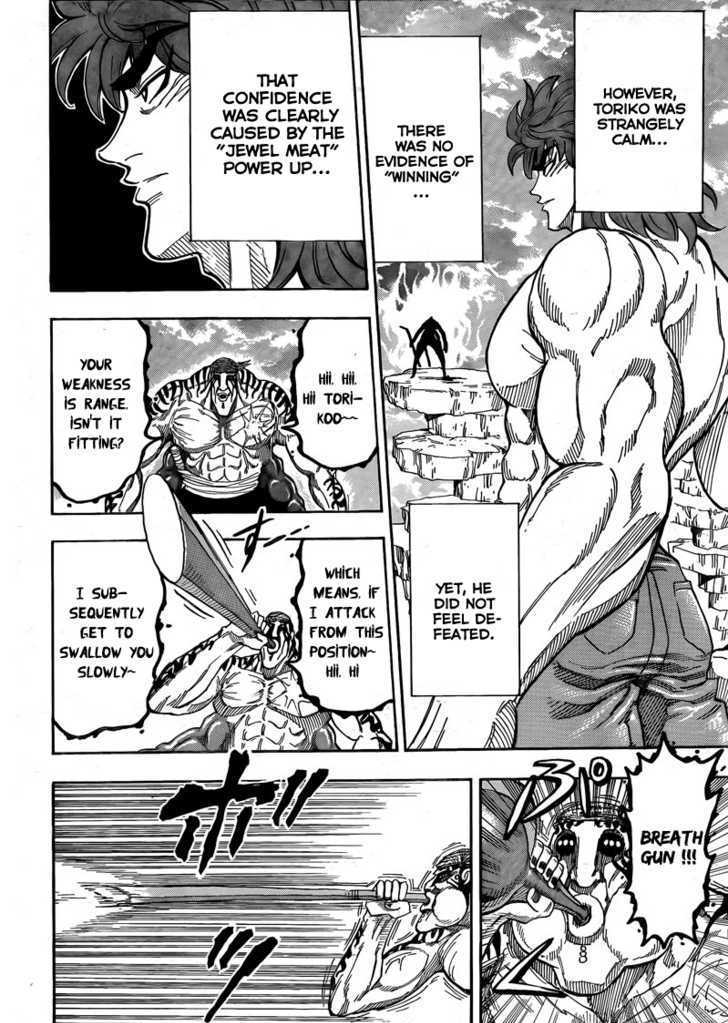 HOWEVER,
TORIKO WAS
STRANGELY
CALM...
THERE
WAS NO
EVIDENCE OF
"WINNING"
...
YET, HE
DID NOT
FEEL DE-
FEATED.
THAT
CONFIDENCE
WAS CLEARLY
CAUSED BY THE
"JEWEL MEAT"
POWER UP...
HII. HII.
HII TORI-
KOO~~
YOUR
WEAKNESS
IS RANGE.
ISN'T IT
FITTING?
WHICH
MEANS. IF
I ATTACK
FROM THIS
POSITION~
HII. HI
I SUB-
SEQUENTLY
GET TO
SWALLOW YOU
SLOWLY~
す
BREATH
GUN !!!
ボッ